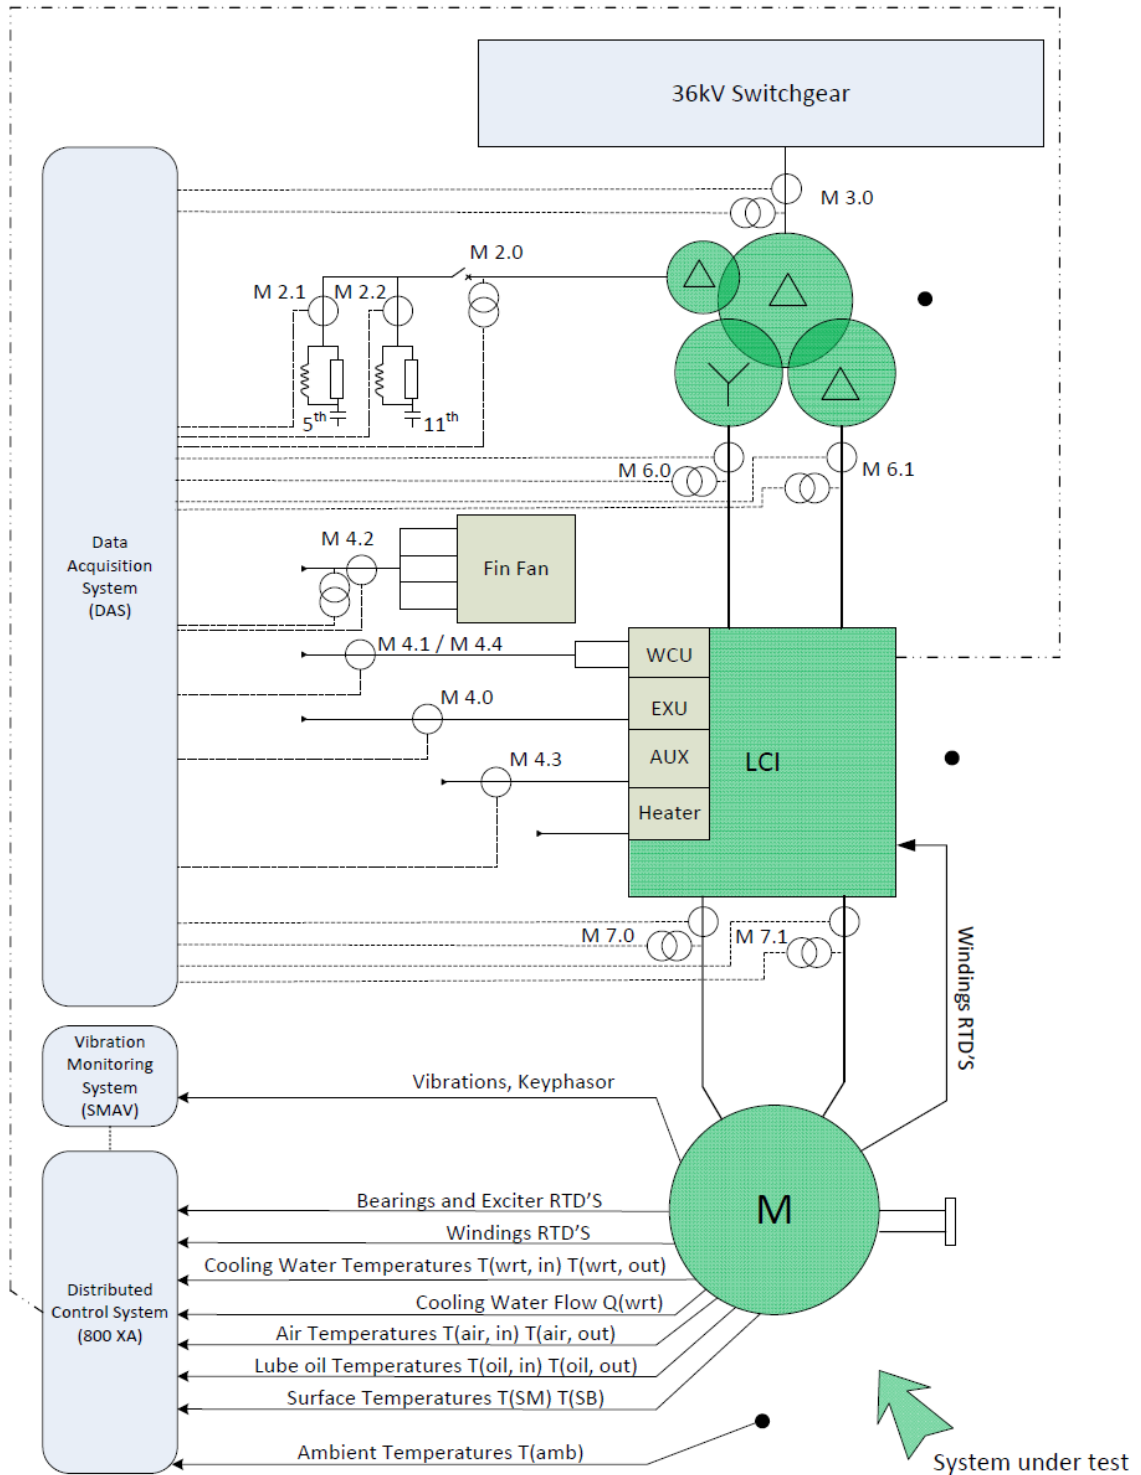 36kV Switchgear
M 3.0
M 2.0
M 2.1
M 2.2
5th
11th
M 6.0
M 6.1
Data
Acquisition
System
(DAS)
M 4.2
Fin Fan
M 4.1 / M 4.4
WCU
M 4.0
EXU
AUX
LCI
M 4.3
Heater
M 7.0
M 7.1
Windings RTD'S
Vibration
Monitoring
System
(SMAV)
Vibrations, Keyphasor
M
Bearings and Exciter RTD'S
Windings RTD'S
Cooling Water Temperatures T(wrt, in) T(wrt, out)
Cooling Water Flow Q(wrt)
Air Temperatures T(air, in) T(air, out)
Lube oil Temperatures T(oil, in) T(oil, out)
Surface Temperatures T(SM) T(SB)
Ambient Temperatures T(amb)
Distributed
Control System
(800 XA)
System under test